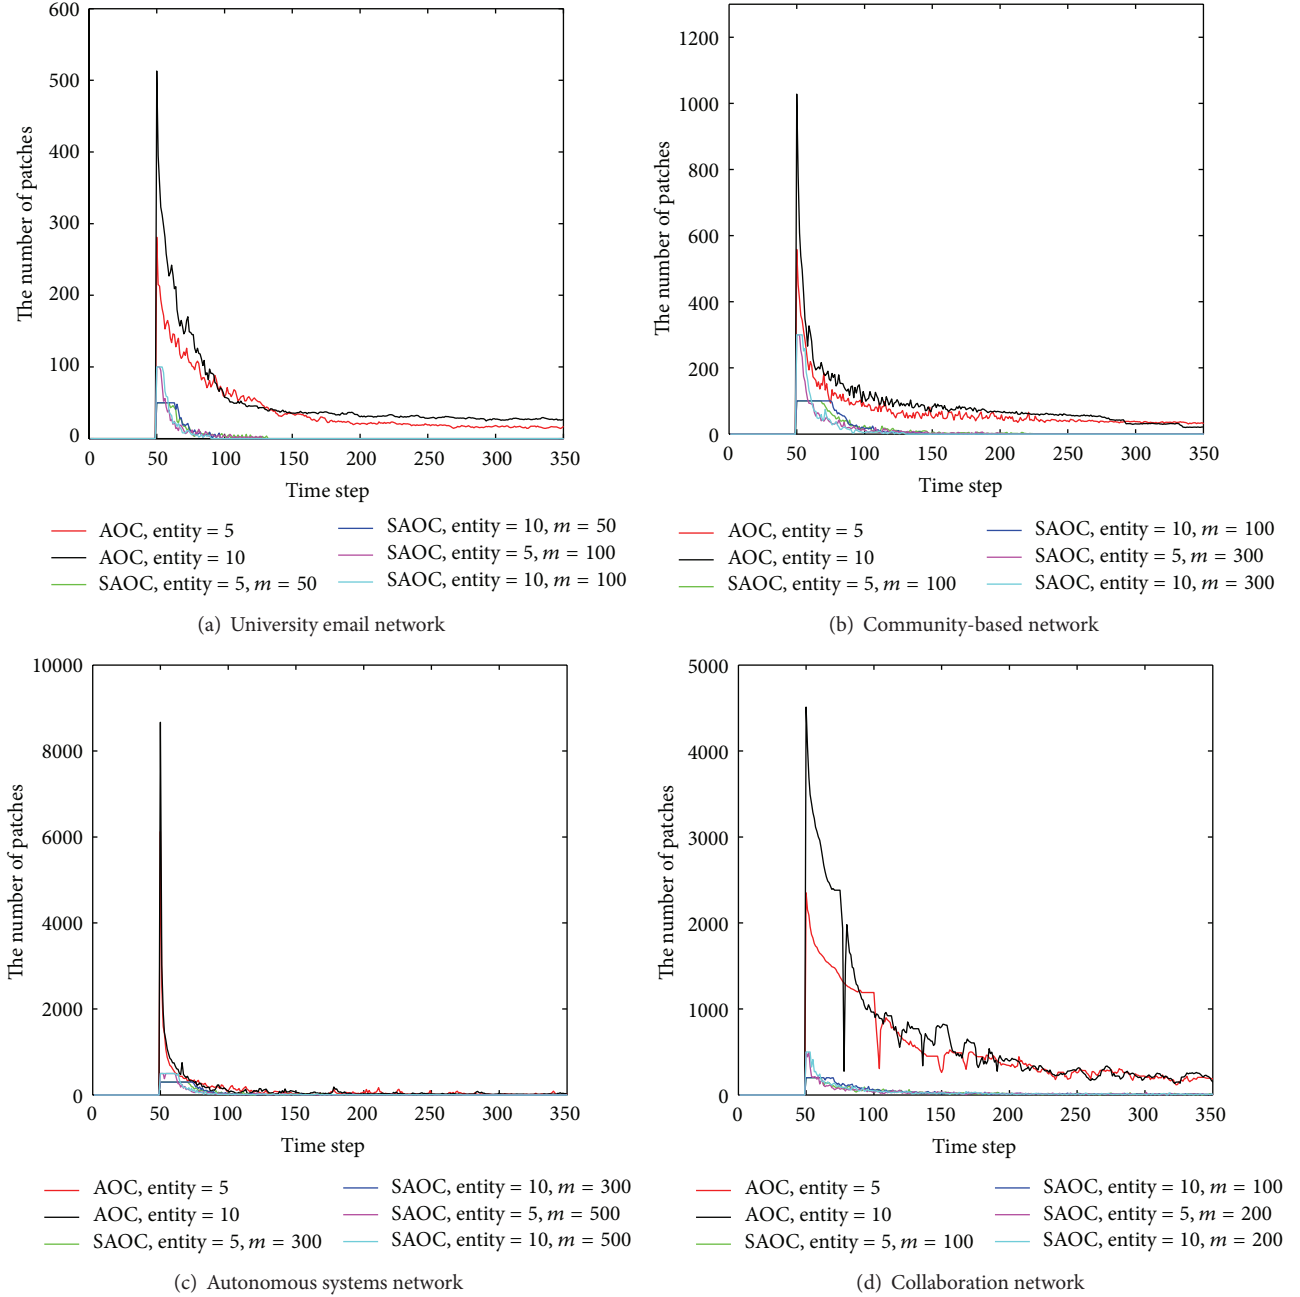 600
500
400
300
200
100
0
0 50 100 150 200 250 300 350
The number of patches
Time step
AOC, entity = 5
AOC, entity = 10
SAOC, entity = 5, m = 50
SAOC, entity = 10, m = 50
SAOC, entity = 5, m = 100
SAOC, entity = 10, m = 100
(a) University email network
1200
1000
800
600
400
200
0
0 50 100 150 200 250 300 350
The number of patches
Time step
AOC, entity = 5
AOC, entity = 10
SAOC, entity = 5, m = 100
SAOC, entity = 10, m = 100
SAOC, entity = 5, m = 300
SAOC, entity = 10, m = 300
(b) Community-based network
10000
8000
6000
4000
2000
0
0 50 100 150 200 250 300 350
The number of patches
Time step
AOC, entity = 5
AOC, entity = 10
SAOC, entity = 5, m = 300
SAOC, entity = 10, m = 300
SAOC, entity = 5, m = 500
SAOC, entity = 10, m = 500
(c) Autonomous systems network
5000
4000
3000
2000
1000
0
0 50 100 150 200 250 300 350
The number of patches
Time step
AOC, entity = 5
AOC, entity = 10
SAOC, entity = 5, m = 100
SAOC, entity = 10, m = 100
SAOC, entity = 5, m = 200
SAOC, entity = 10, m = 200
(d) Collaboration network